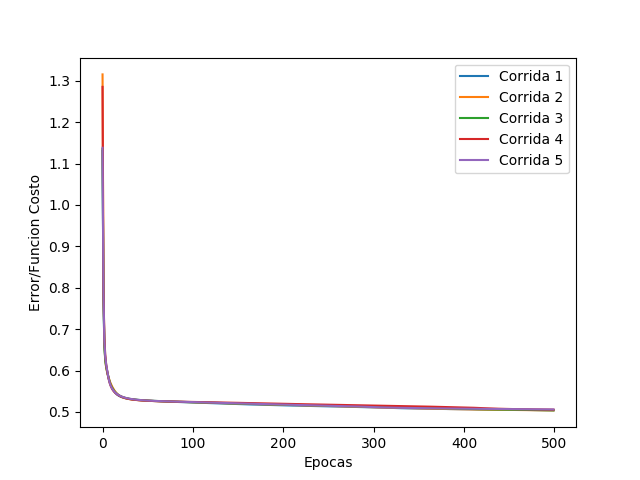 1.3
1.2
1.1
1.0
0.9
0.8
0.7
0.6
0.5
Error/Funcion Costo
Corrida 1
Corrida 2
Corrida 3
Corrida 4
Corrida 5
0 100 200 300 400 500
Epocas